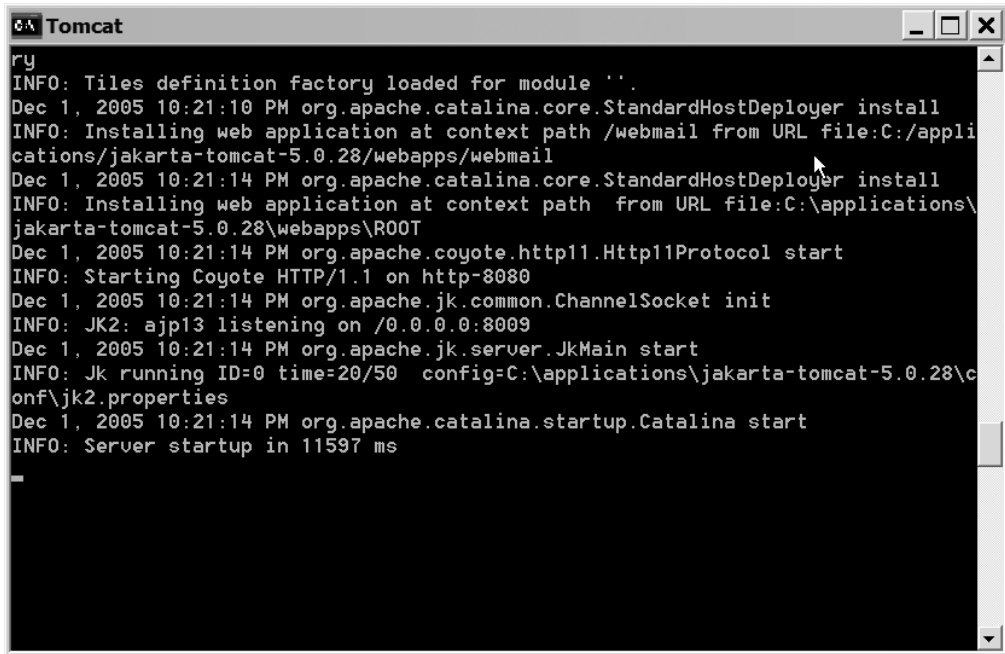 Tomcat
ry
INFO: Tiles definition factory loaded for module ''.
Dec 1, 2005 10:21:10 PM org.apache.catalina.core.StandardHostDeployer install
INFO: Installing web application at context path /webmail from URL file:C:/appli
cations/jakarta-tomcat-5.0.28/webapps/webmail
Dec 1, 2005 10:21:14 PM org.apache.catalina.core.StandardHostDeployer install
INFO: Installing web application at context path  from URL file:C:\applications\
jakarta-tomcat-5.0.28\webapps\ROOT
Dec 1, 2005 10:21:14 PM org.apache.coyote.http11.Http11Protocol start
INFO: Starting Coyote HTTP/1.1 on http-8080
Dec 1, 2005 10:21:14 PM org.apache.jk.common.ChannelSocket init
INFO: JK2: ajp13 listening on /0.0.0.0:8009
Dec 1, 2005 10:21:14 PM org.apache.jk.server.JkMain start
INFO: Jk running ID=0 time=20/50  config=C:\applications\jakarta-tomcat-5.0.28\c
onf\jk2.properties
Dec 1, 2005 10:21:14 PM org.apache.catalina.startup.Catalina start
INFO: Server startup in 11597 ms